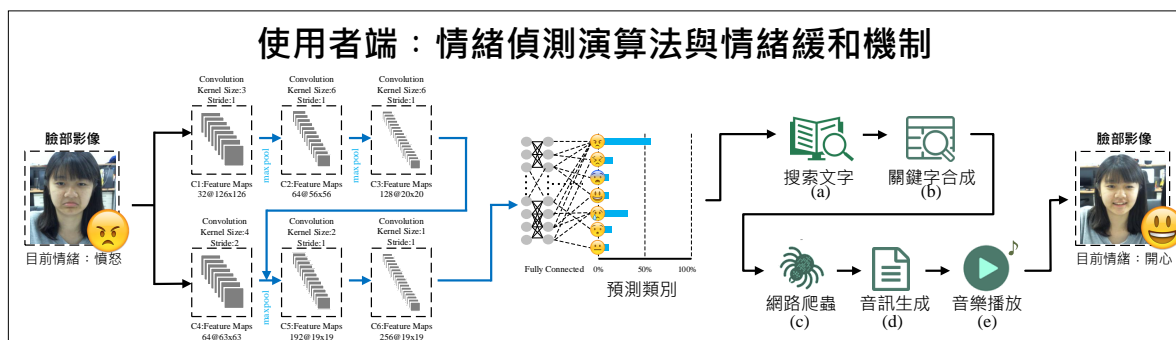 使用者端：情緒偵測演算法與情緒緩和機制
臉部影像
目前情緒：憤怒
Convolution
Kernel Size:3
Stride:1
C1:Feature Maps
32@126x126
maxpool
Convolution
Kernel Size:6
Stride:1
C2:Feature Maps
64@56x56
maxpool
Convolution
Kernel Size:6
Stride:1
C3:Feature Maps
128@20x20
Convolution
Kernel Size:4
Stride:2
C4:Feature Maps
64@63x63
maxpool
Convolution
Kernel Size:2
Stride:1
C5:Feature Maps
192@19x19
Convolution
Kernel Size:1
Stride:1
C6:Feature Maps
256@19x19
Fully Connected
0%
50%
100%
預測類別
搜索文字
(a)
關鍵字合成
(b)
網路爬蟲
(c)
音訊生成
(d)
音樂播放
(e)
臉部影像
目前情緒：開心